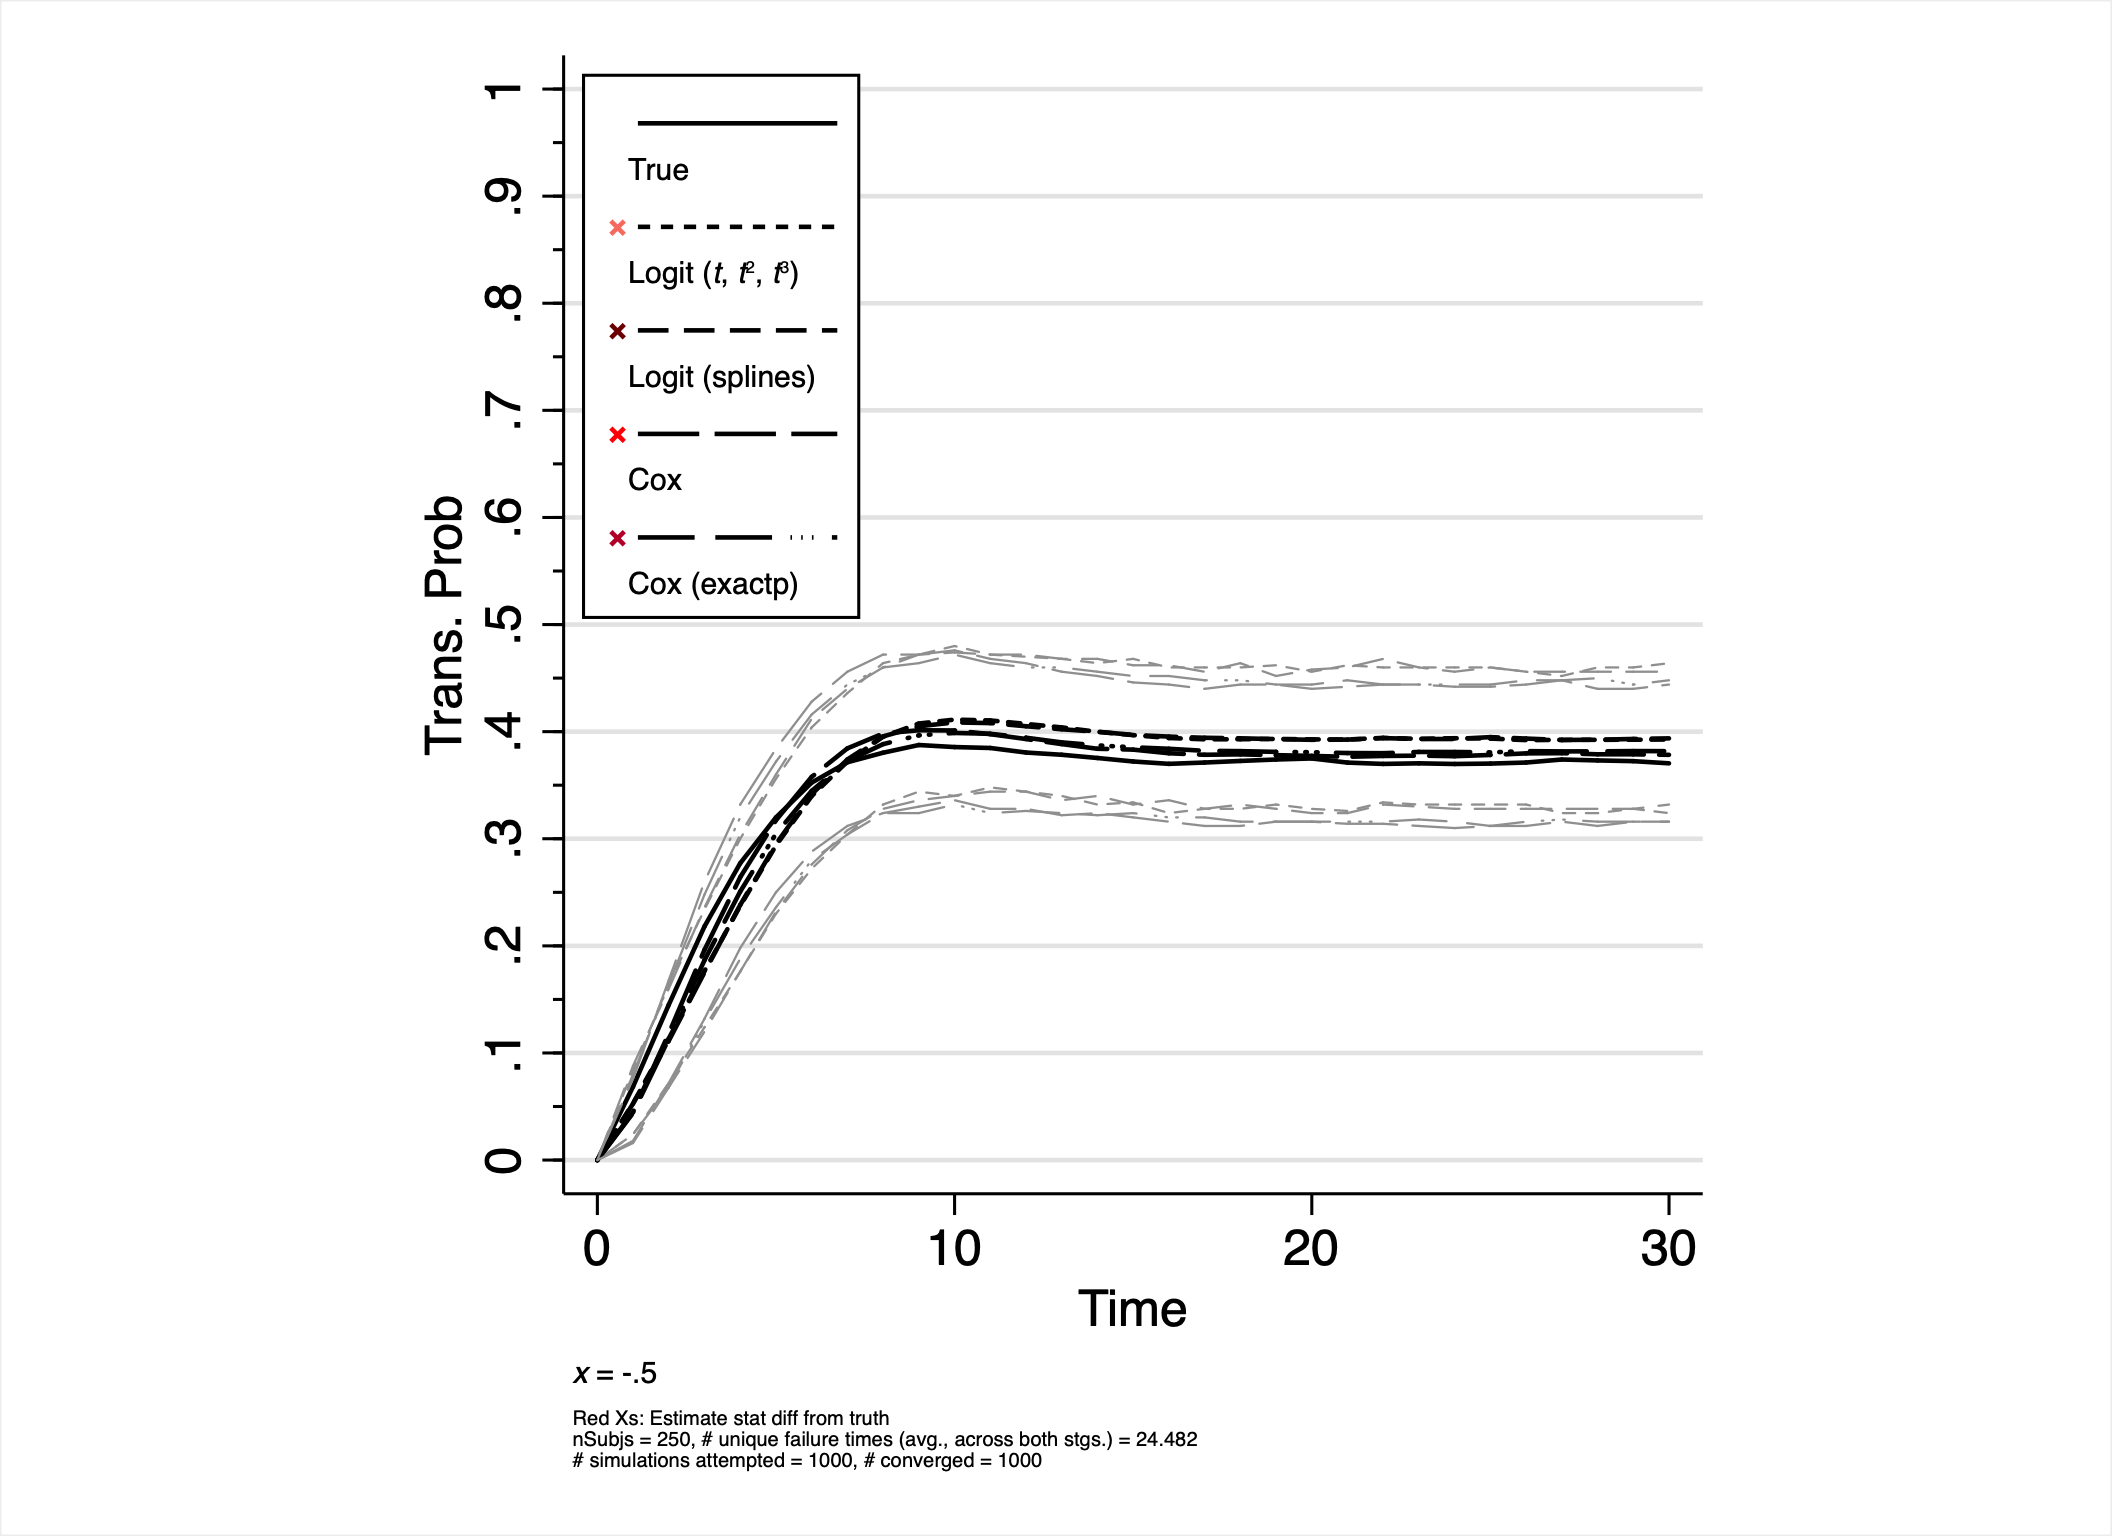 Trans. Prob
1
.9
.8
.7
.6
.5
.4
.3
.2
.1
0
True
Logit (t, t², t³)
Logit (splines)
Cox
Cox (exactp)
0 10 20 30
Time
x = -.5
Red Xs: Estimate stat diff from truth
nSubjs = 250, # unique failure times (avg., across both stgs.) = 24.482
# simulations attempted = 1000, # converged = 1000